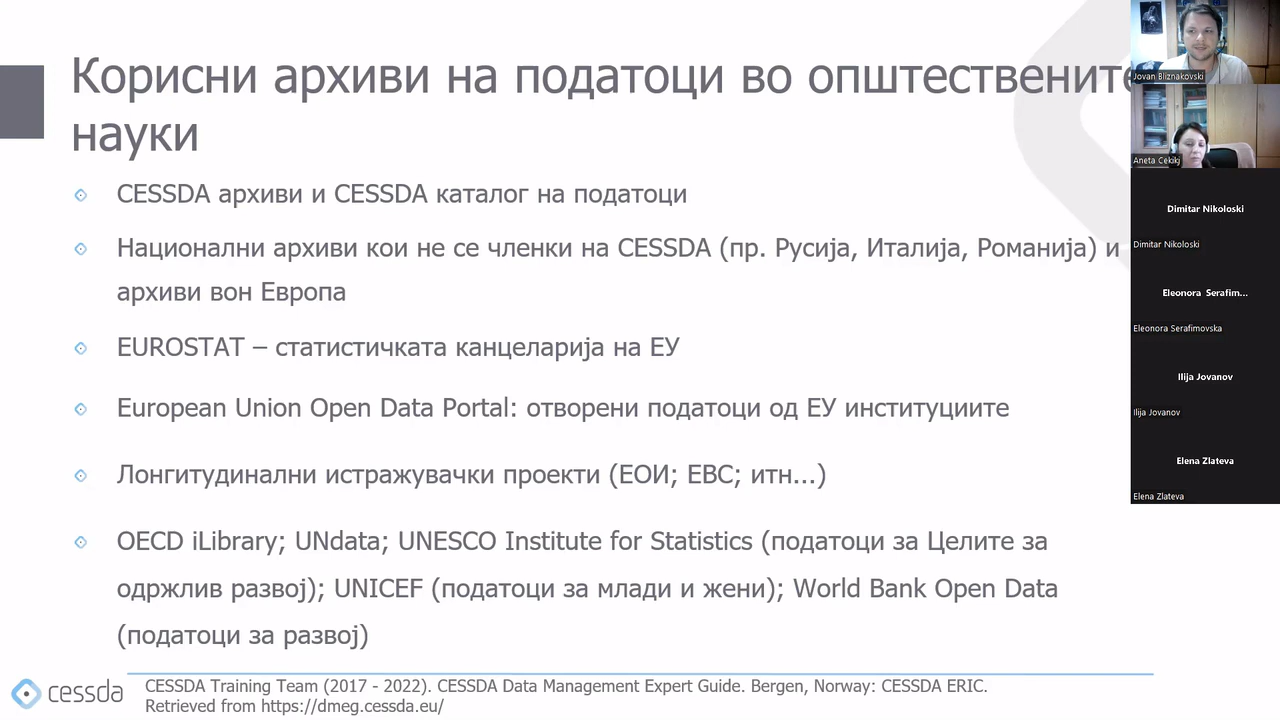 Корисни архиви на податоци во општествените
науки
CESSDA архиви и CESSDA каталог на податоци
Национални архиви кои не се членки на CESSDA (пр. Русија, Италија, Романија) и
архиви вон Европа
EUROSTAT – статистичката канцеларија на ЕУ
European Union Open Data Portal: отворени податоци од ЕУ институциите
Лонгитудинални истражувачки проекти (ЕОИ; ЕВС; итн...)
OECD iLibrary; UNdata; UNESCO Institute for Statistics (податоци за Целите за
одржлив развој); UNICEF (податоци за млади и жени); World Bank Open Data
(податоци за развој)
cessda
CESSDA Training Team (2017 - 2022). CESSDA Data Management Expert Guide. Bergen, Norway: CESSDA ERIC.
Retrieved from https://dmeg.cessda.eu/
Jovan Bliznakovski
Aneta Cekikj
Dimitar Nikoloski
Dimitar Nikoloski
Eleonora Serafim...
Eleonora Serafimovska
Ilija Jovanov
Ilija Jovanov
Elena Zlateva
Elena Zlateva